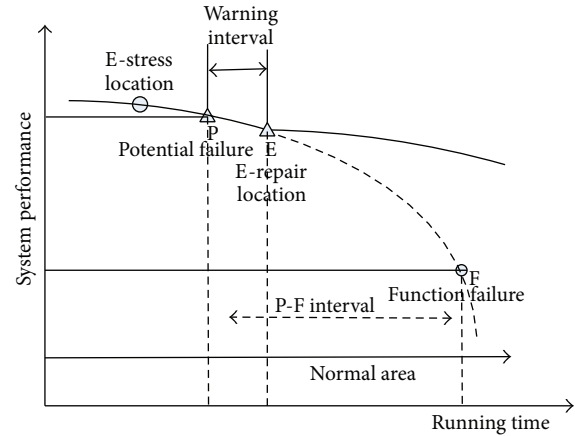 Warning
interval
E-stress
location
P
Potential failure
E
E-repair
location
System performance
F
Function failure
P-F interval
Normal area
Running time